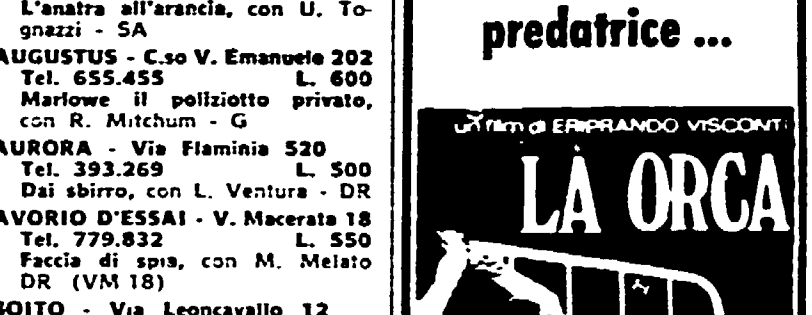 L'anatra all'arancia, con U. To-
gnazzi - SA
AUGUSTUS - C.so V. Emanuele 202
Tel. 655.455 L. 600
Marlowe il poliziotto privato,
con R. Mitchum - G
AURORA - Via Flaminia 520
Tel. 393.269 L. 500
Dai sbirro, con L. Ventura - DR
AVORIO D'ESSAI - V. Macerata 18
Tel. 779.832 L. 550
Faccia di spia, con M. Melato
DR (VM 18)
BOITO - Via Leoncavallo 12
predatrice ...
un film di ERIPRANDO VISCONTI
LA ORCA